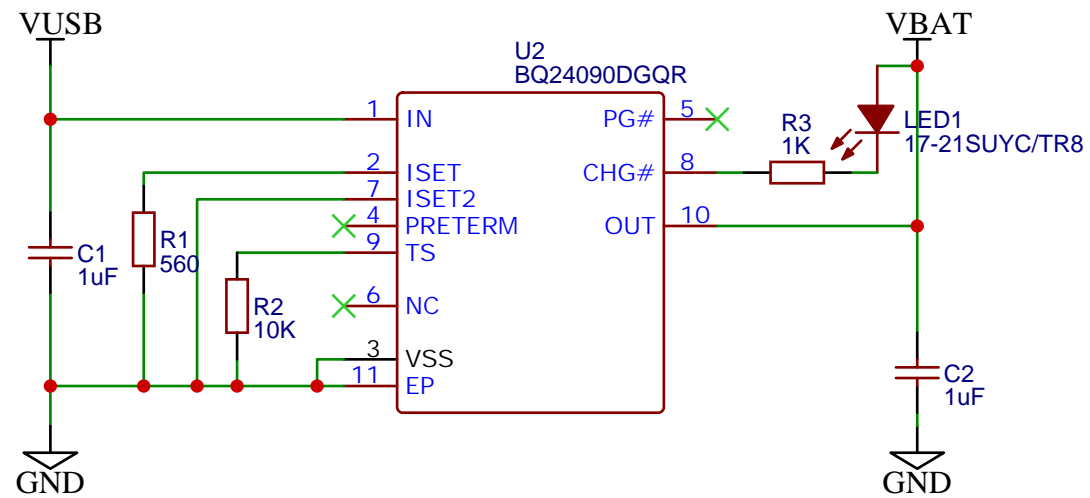 VUSB
VBAT
U2
BQ24090DGQR
1
IN
PG#
5
R3
1K
LED1
17-21SUYC/TR8
2
ISET
CHG#
8
7
ISET2
4
PRETERM
OUT
10
9
TS
R1
560
C1
1uF
R2
10K
6
NC
3
VSS
11
EP
C2
1uF
GND
GND